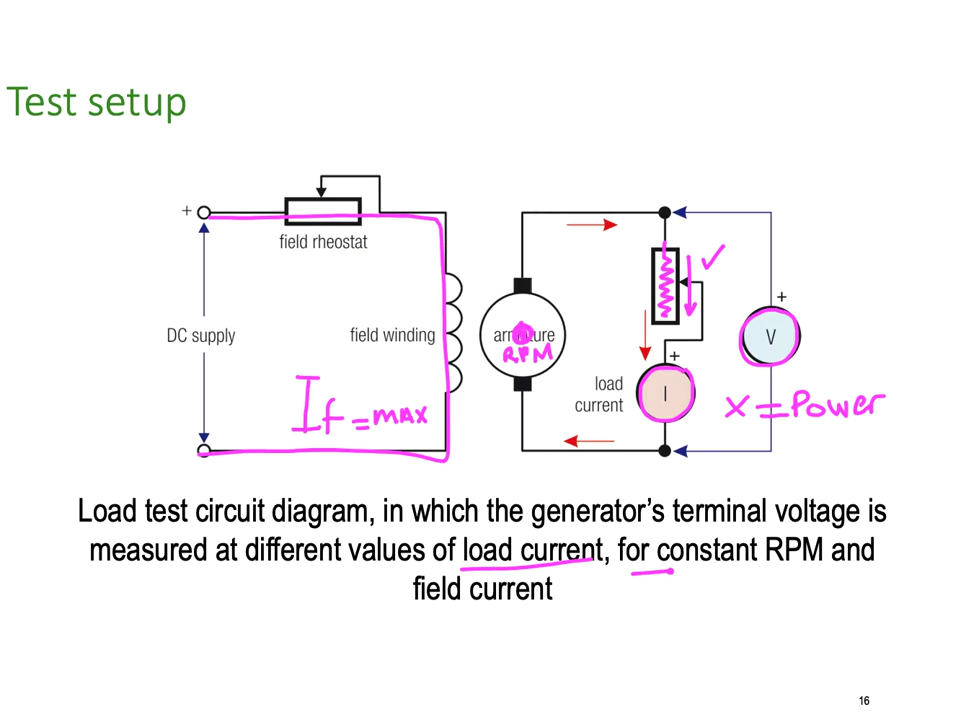 Test setup
+
field rheostat
DC supply
field winding
armature
RPM
load
current
+
I
+
V
If = max
x = Power
Load test circuit diagram, in which the generator’s terminal voltage is
measured at different values of load current, for constant RPM and
field current
16